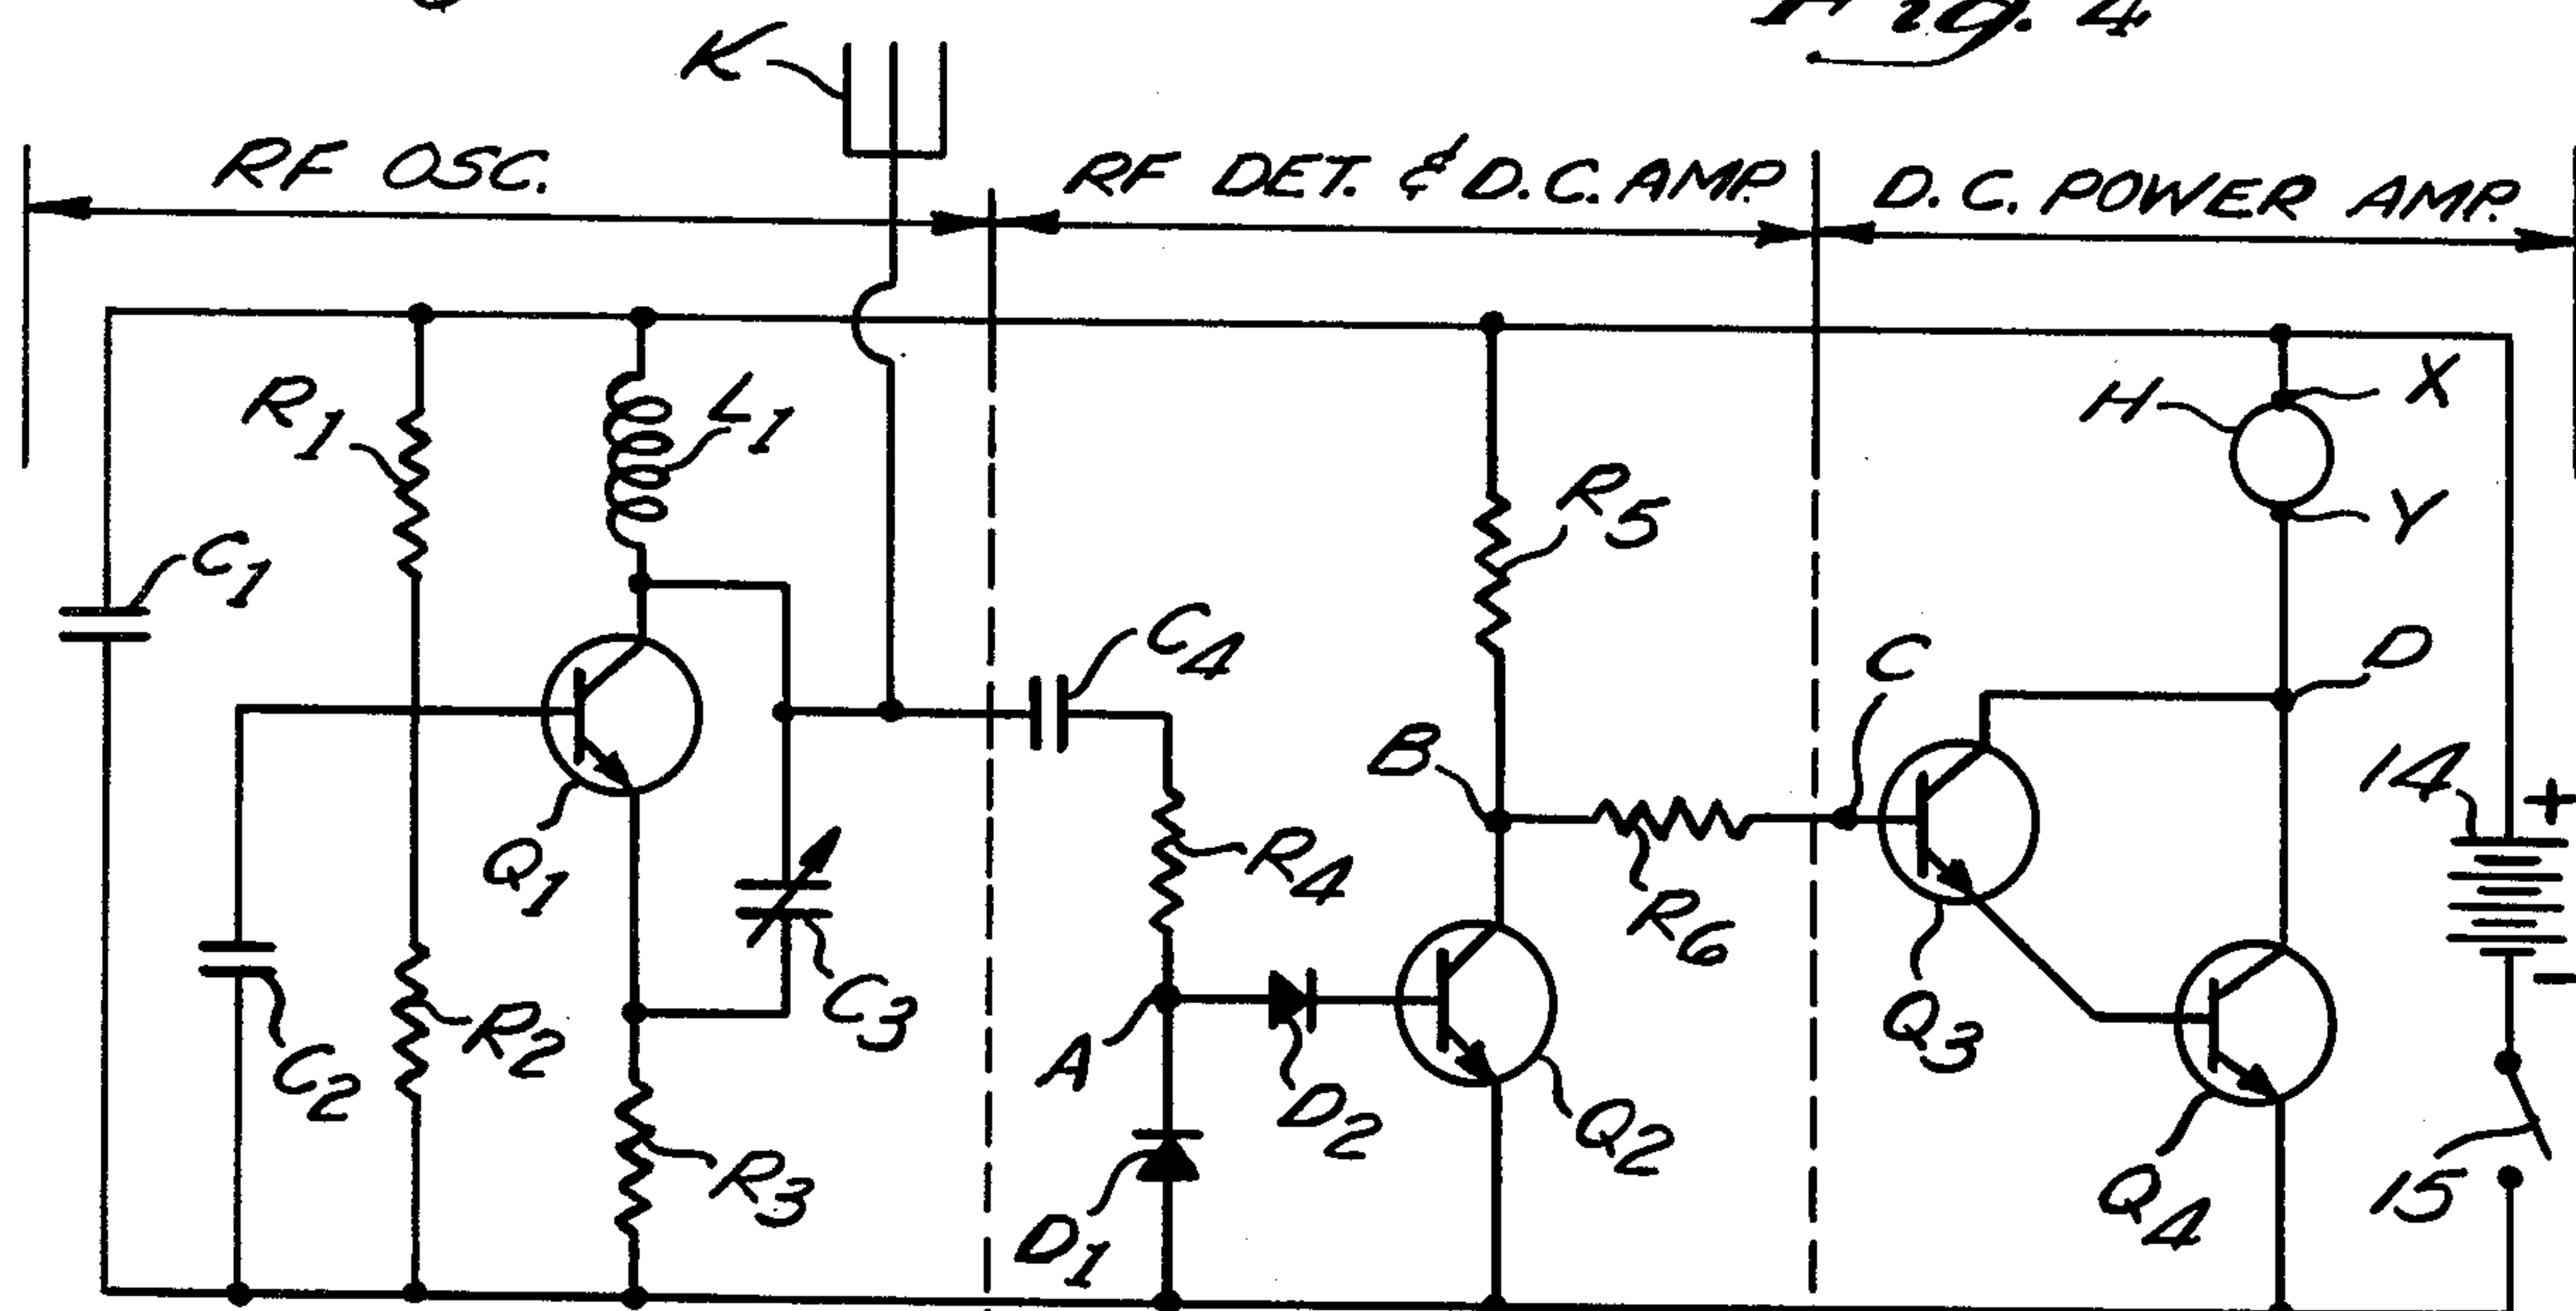 Fig. 4
K
RF OSC.
RF DET. & D.C. AMP.
D.C. POWER AMP.
R1
L1
H
X
Y
R5
C1
C4
C
D
B
14
+
Q1
R4
R6
C3
Q3
-
R2
A
C2
D2
Q2
R3
D1
Q4
15